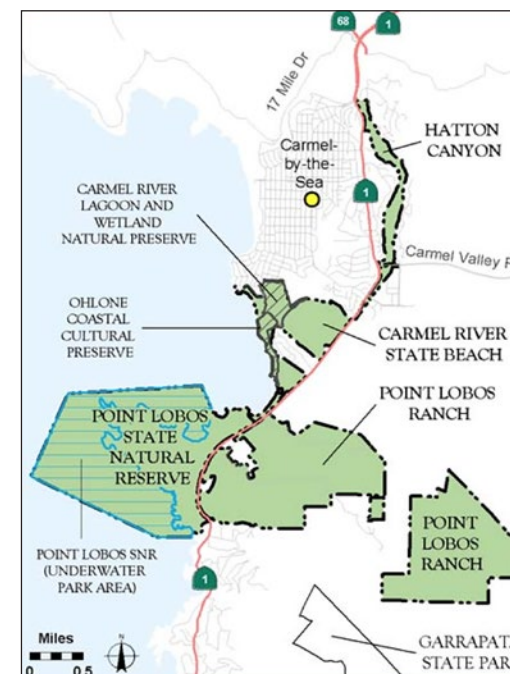 68
1
17 Mile Dr
HATTON
CANYON
Carmel-
by-the-
Sea
CARMEL RIVER
LAGOON AND
WETLAND
NATURAL PRESERVE
1
Carmel Valley R
OHLONE
COASTAL
CULTURAL
PRESERVE
CARMEL RIVER
STATE BEACH
POINT LOBOS
RANCH
POINT LOBOS
STATE
NATURAL
RESERVE
POINT
LOBOS
RANCH
POINT LOBOS SNR
(UNDERWATER
PARK AREA)
1
Miles
0 0.5
N
GARRAPATA
STATE PAR